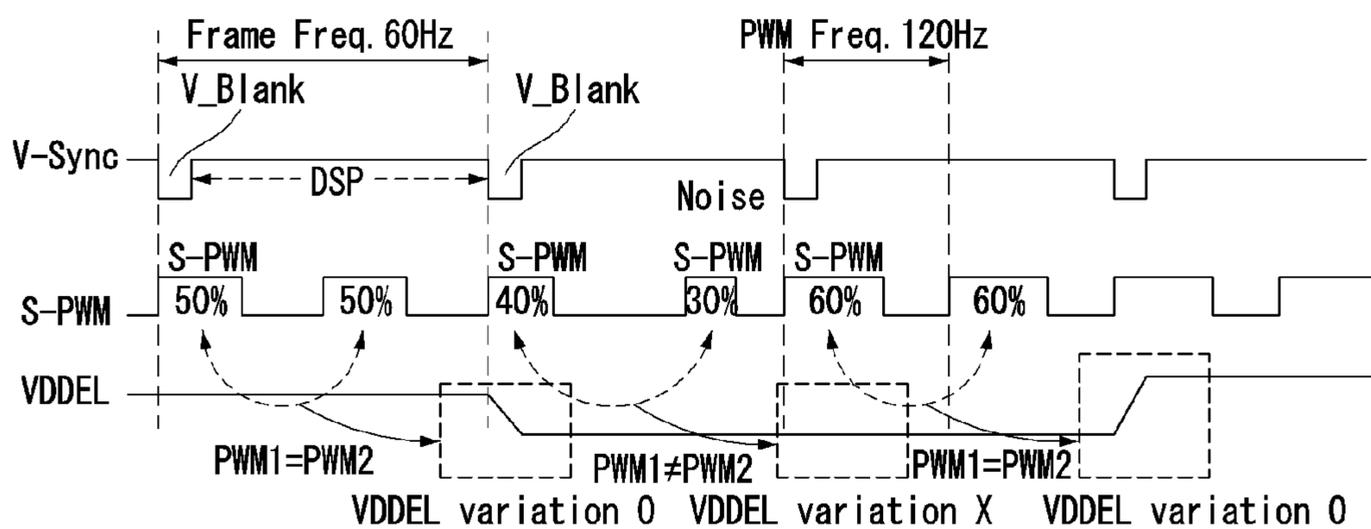 Frame Freq. 60Hz
PWM Freq. 120Hz
V_Blank
V_Blank
V-Sync
DSP
Noise
S-PWM
S-PWM
S-PWM
S-PWM
S-PWM
50%
50%
40%
30%
60%
60%
VDDEL
PWM1=PWM2
PWM1≠PWM2
PWM1=PWM2
VDDEL variation O
VDDEL variation X
VDDEL variation O